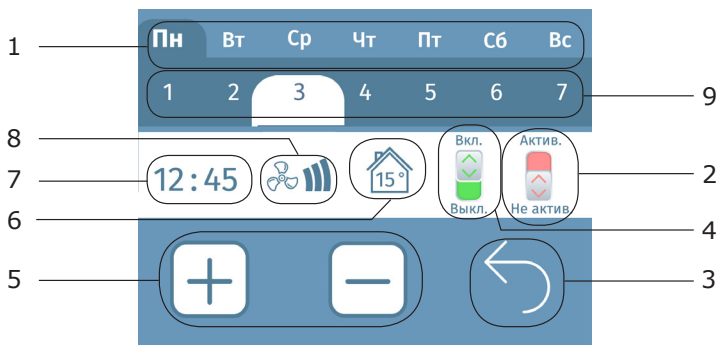 1 Пн Вт Ср Чт Пт Сб Вс
1 2 3 4 5 6 7 9
8 Вкл. Актив.
7 12:45 15° 2
6 Выкл. Не актив 4
5 3